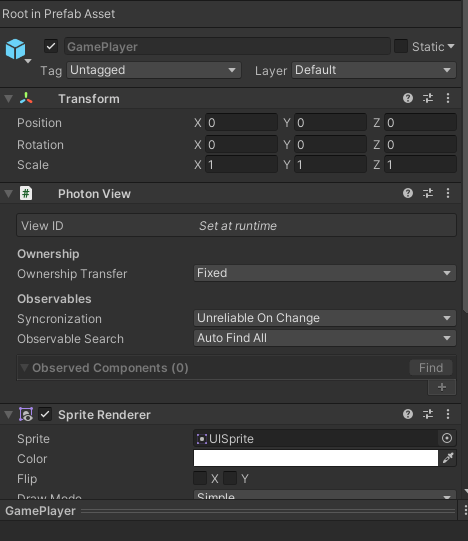 Root in Prefab Asset
GamePlayer Static
Tag Untagged Layer Default
Transform
Position X 0 Y 0 Z 0
Rotation X 0 Y 0 Z 0
Scale X 1 Y 1 Z 1
# Photon View
View ID Set at runtime
Ownership
Ownership Transfer Fixed
Observables
Syncronization Unreliable On Change
Observable Search Auto Find All
Observed Components (0) Find
+
Sprite Renderer
Sprite UISprite
Color
Flip X Y
Draw Mode Simple
GamePlayer